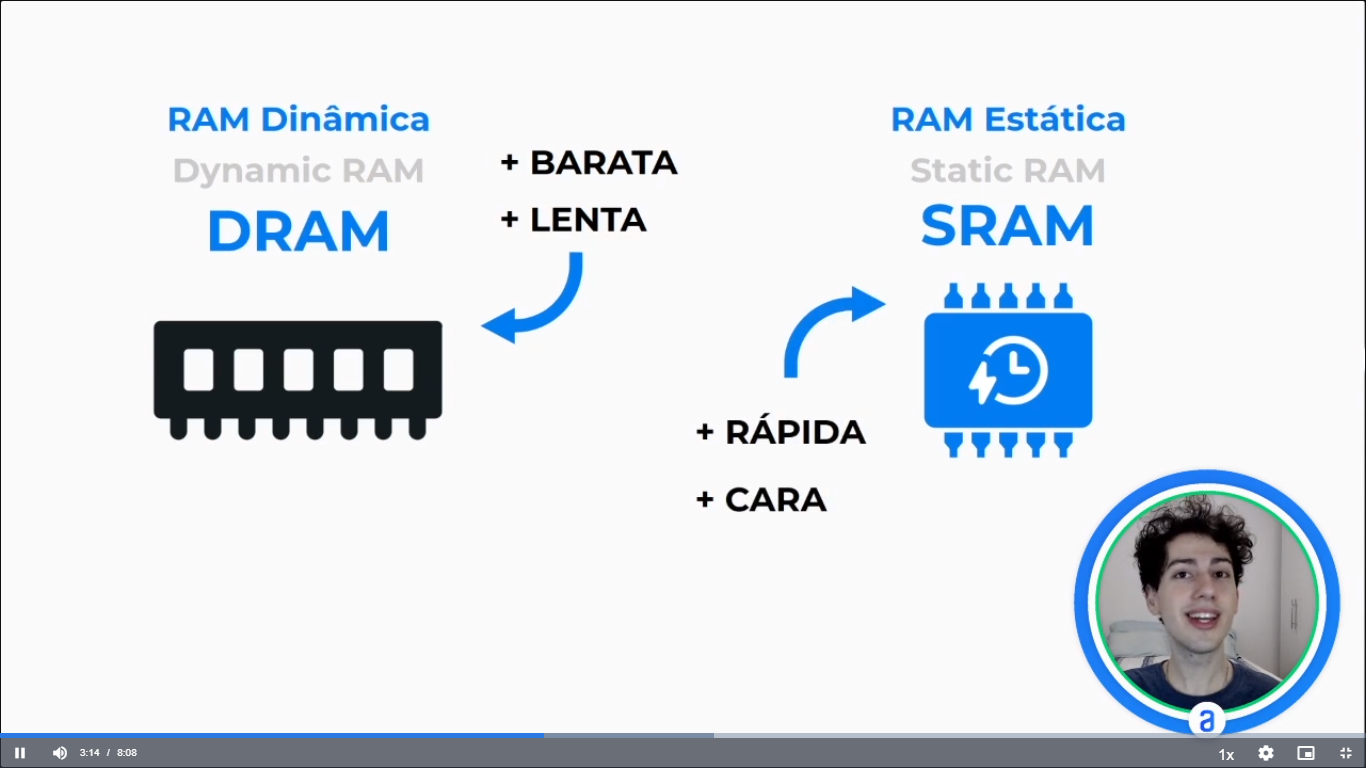 RAM Dinâmica
Dynamic RAM
DRAM
+ BARATA
+ LENTA
RAM Estática
Static RAM
SRAM
+ RÁPIDA
+ CARA
a
3:14 / 8:08
1x